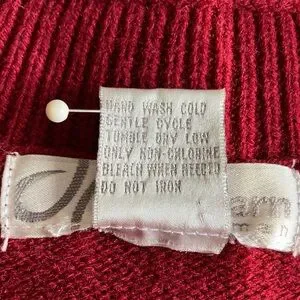 HAND WASH COLD
GENTLE CYCLE
TUMBLE DRY LOW
ONLY NON-CHLORINE
BLEACH WHEN NEEDED
DO NOT IRON